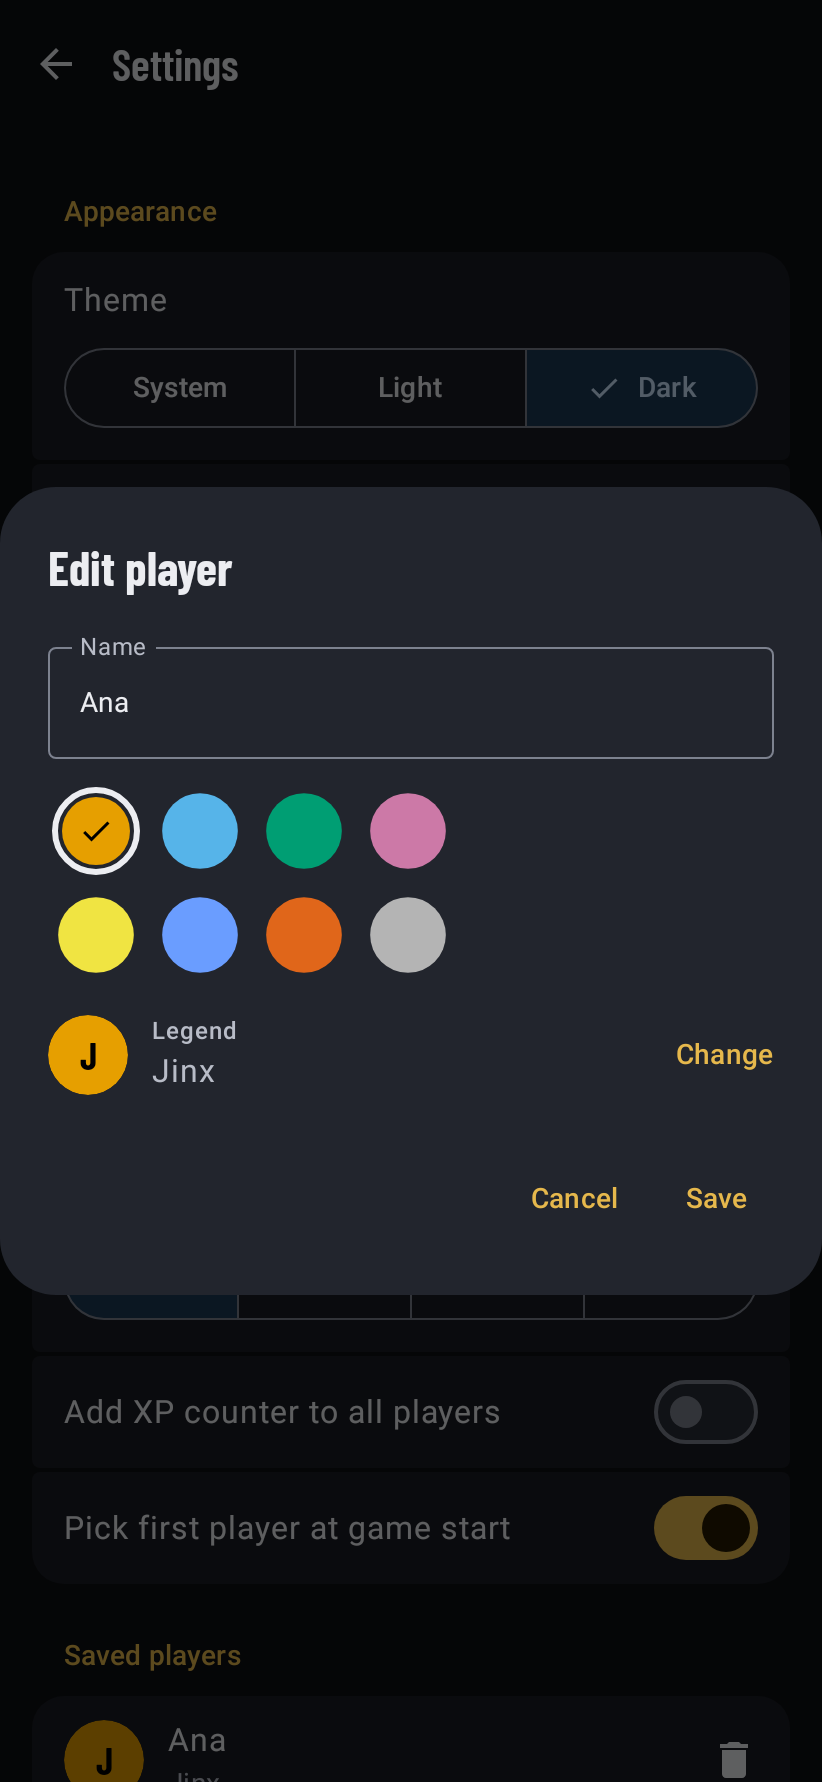 Settings
Appearance
Theme
System
Light
Dark
Edit player
Name
Ana
J
Legend
Jinx
Change
Cancel
Save
Add XP counter to all players
Pick first player at game start
Saved players
J
Ana
Jinx